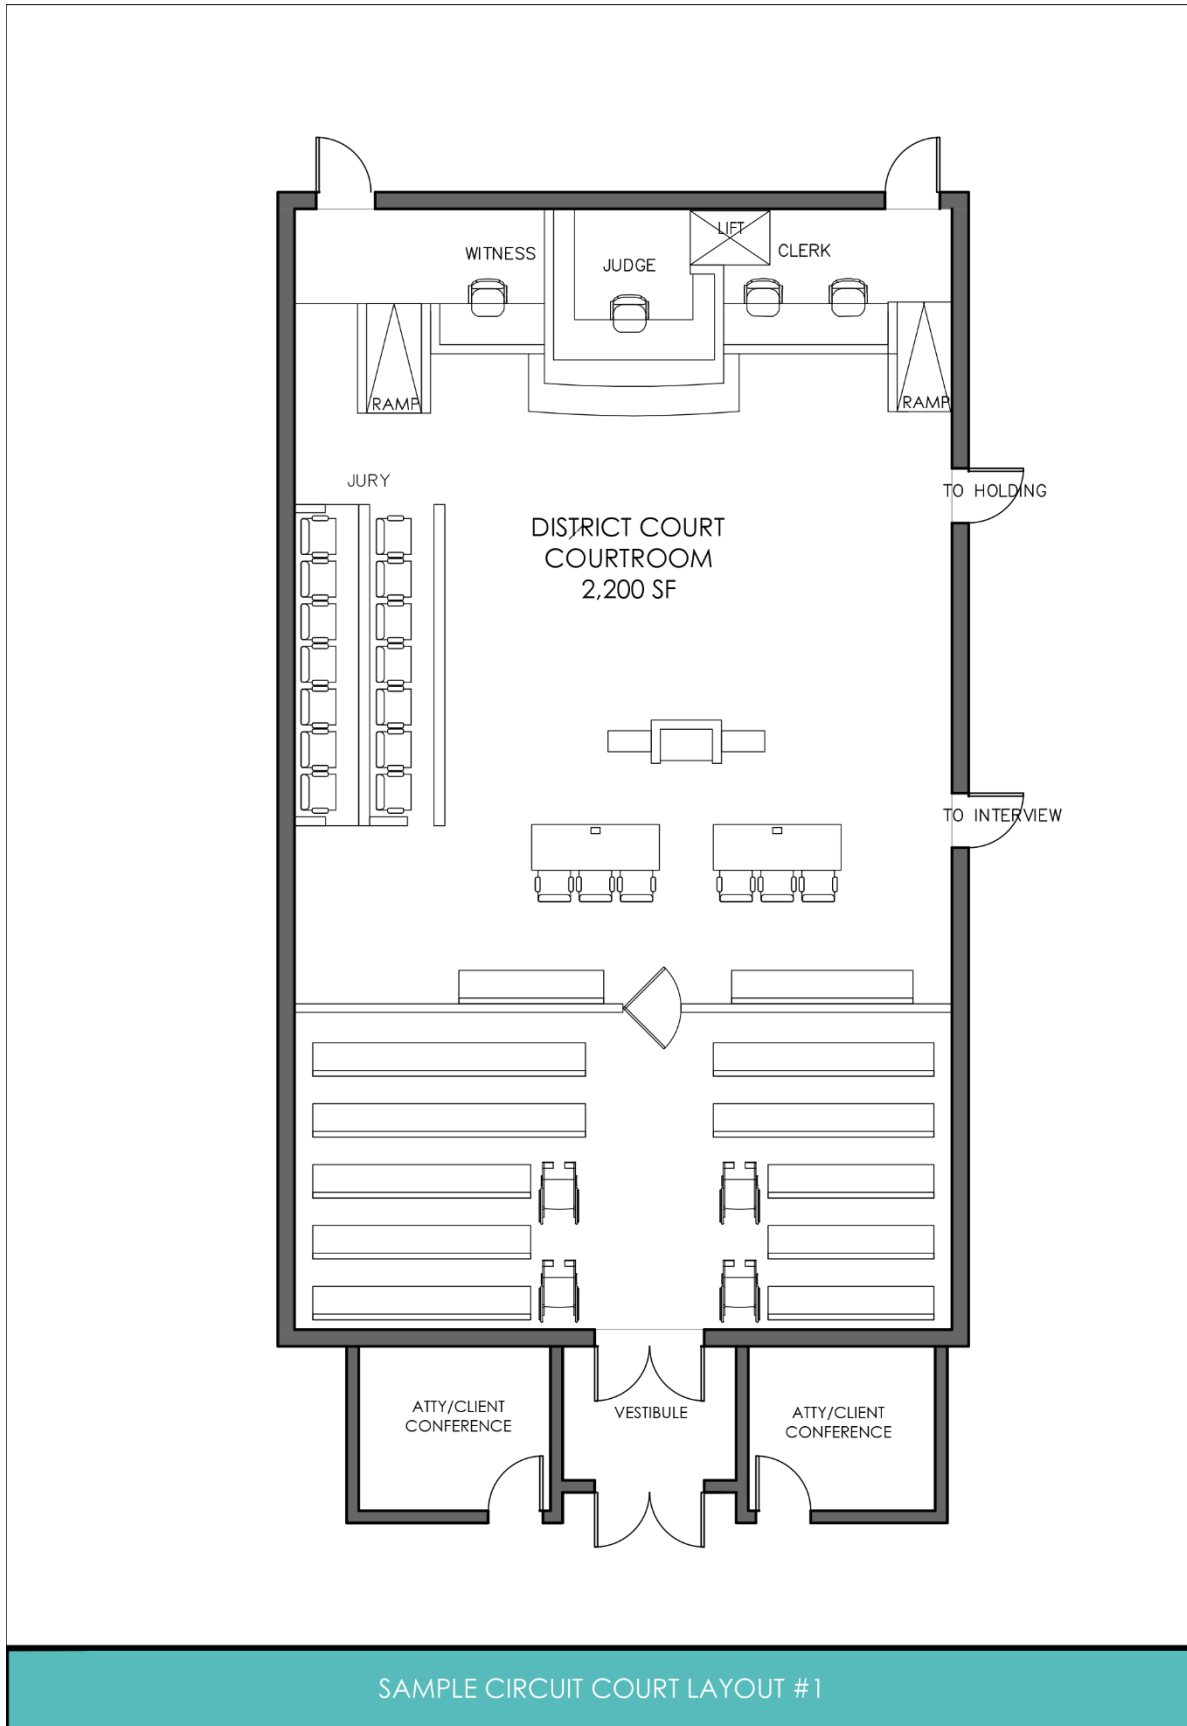 LIFT
WITNESS
JUDGE
CLERK
RAMP
RAMP
JURY
TO HOLDING
DISTRICT COURT
COURTROOM
2,200 SF
TO INTERVIEW
ATTY/CLIENT
CONFERENCE
VESTIBULE
ATTY/CLIENT
CONFERENCE
SAMPLE CIRCUIT COURT LAYOUT #1